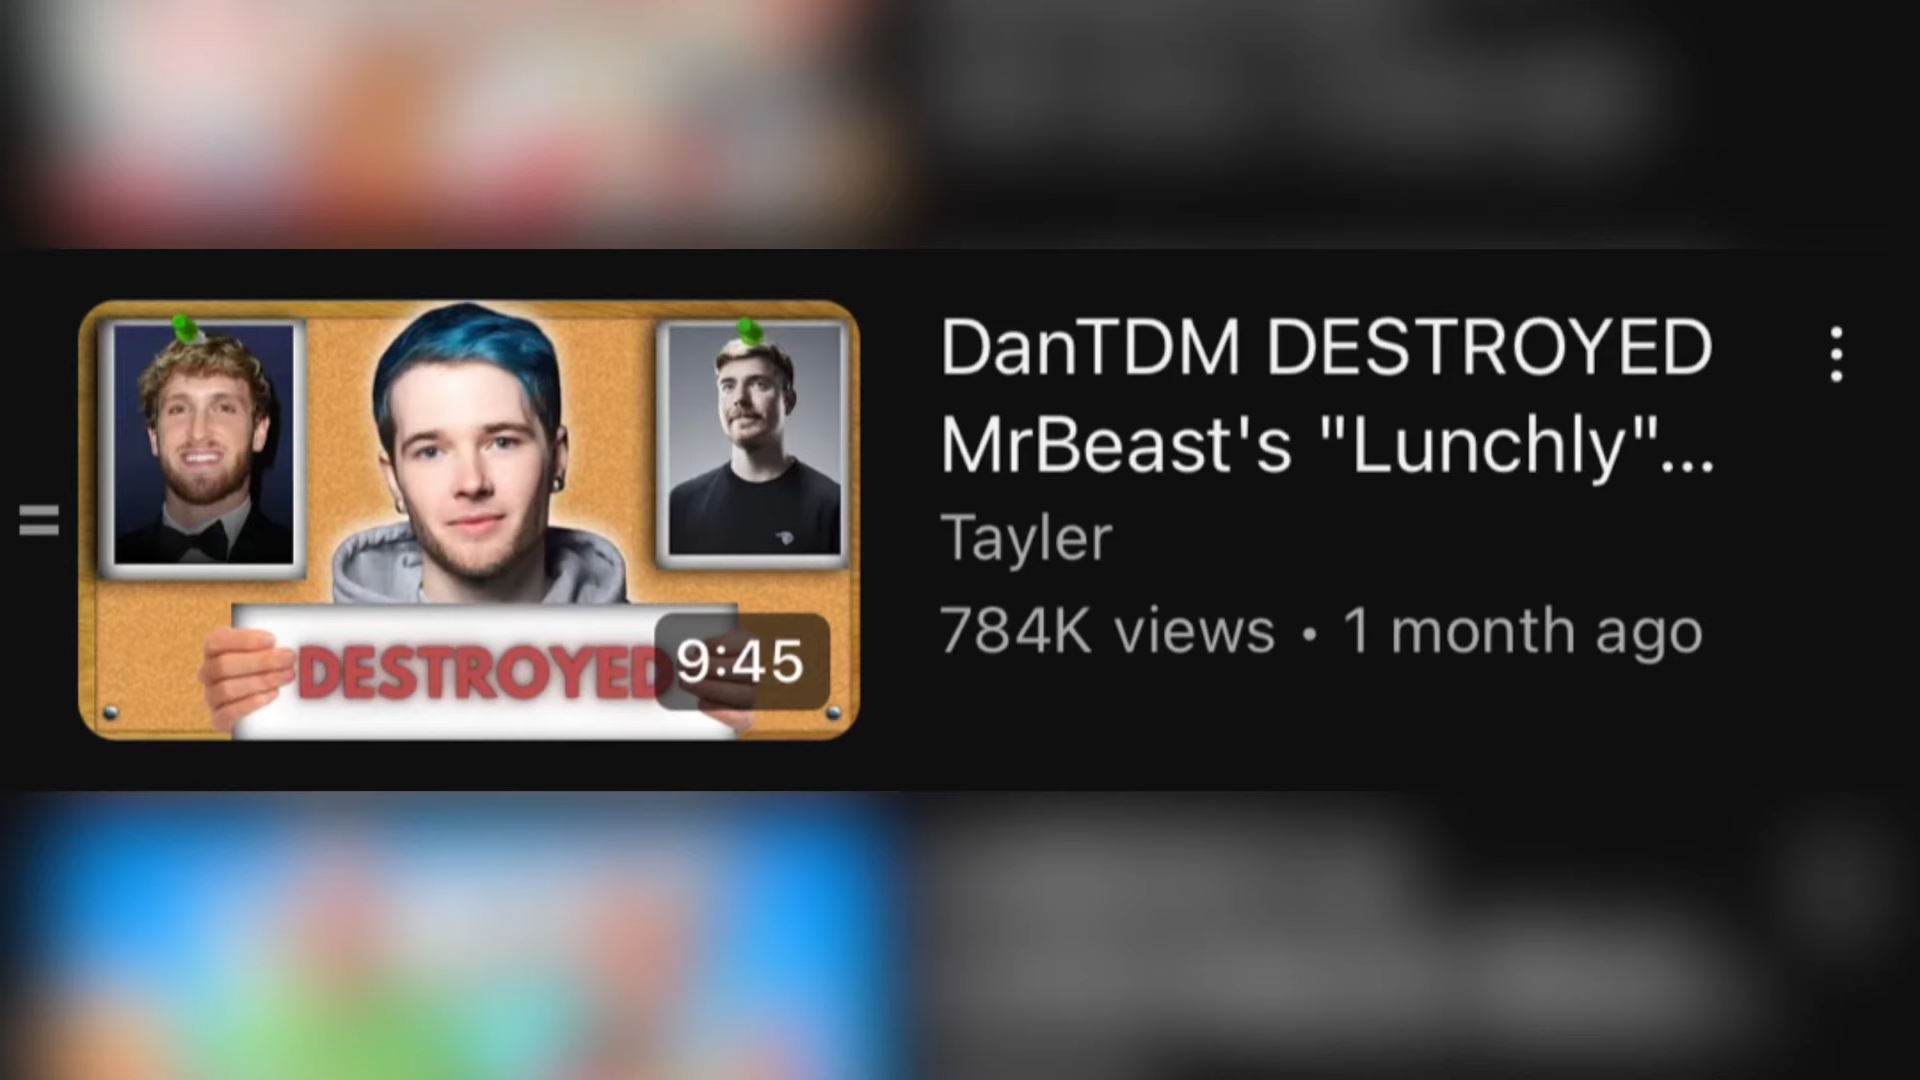 DESTROYED
9:45
DanTDM DESTROYED
MrBeast's "Lunchly"...
Tayler
784K views • 1 month ago